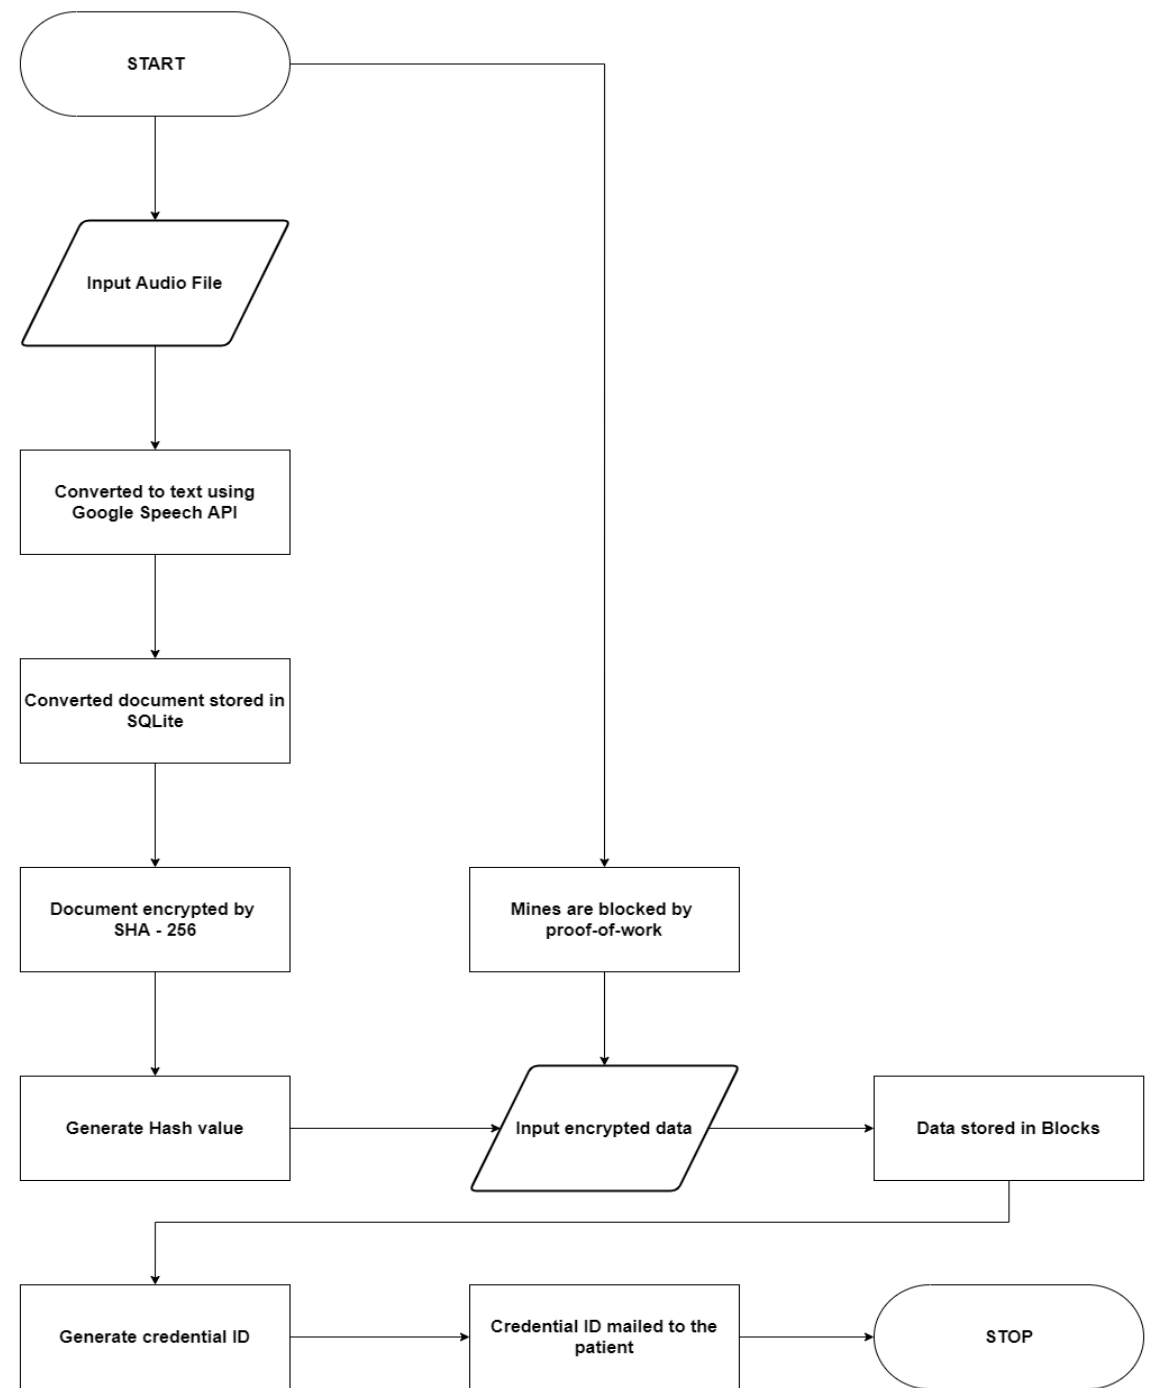 START
Input Audio File
Converted to text using
Google Speech API
Converted document stored in
SQLite
Document encrypted by
SHA - 256
Mines are blocked by
proof-of-work
Generate Hash value
Input encrypted data
Data stored in Blocks
Generate credential ID
Credential ID mailed to the
patient
STOP